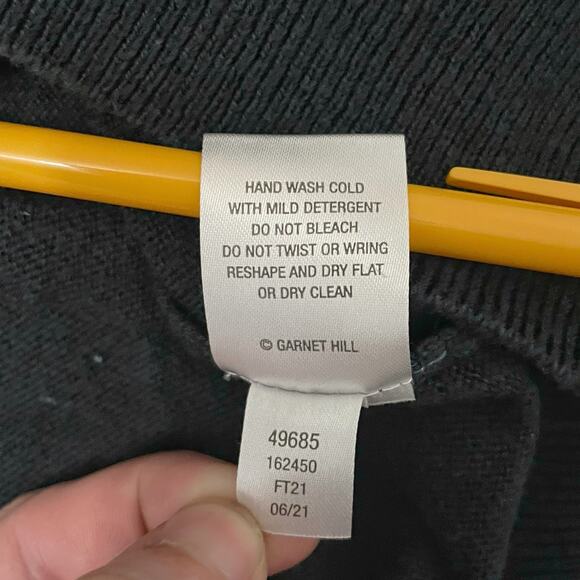 HAND WASH COLD
WITH MILD DETERGENT
DO NOT BLEACH
DO NOT TWIST OR WRING
RESHAPE AND DRY FLAT
OR DRY CLEAN
© GARNET HILL
49685
162450
FT21
06/21